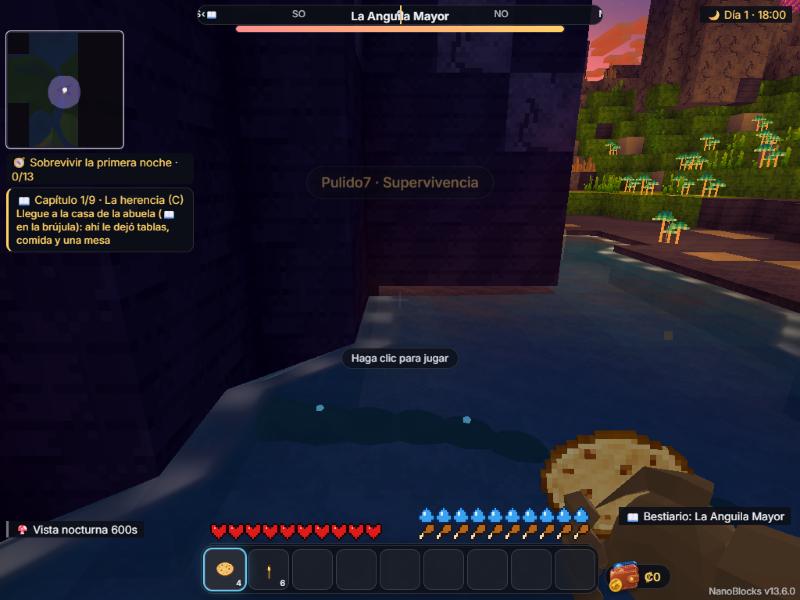 SO
La Anguila Mayor
NO
Día 1 · 18:00
Sobrevivir la primera noche ·
0/13
Capítulo 1/9 · La herencia (C)
Llegue a la casa de la abuela (
en la brújula): ahí le dejó tablas,
comida y una mesa
Pulido7 · Supervivencia
Haga clic para jugar
Vista nocturna 600s
Bestiario: La Anguila Mayor
4
6
₡0
NanoBlocks v13.6.0